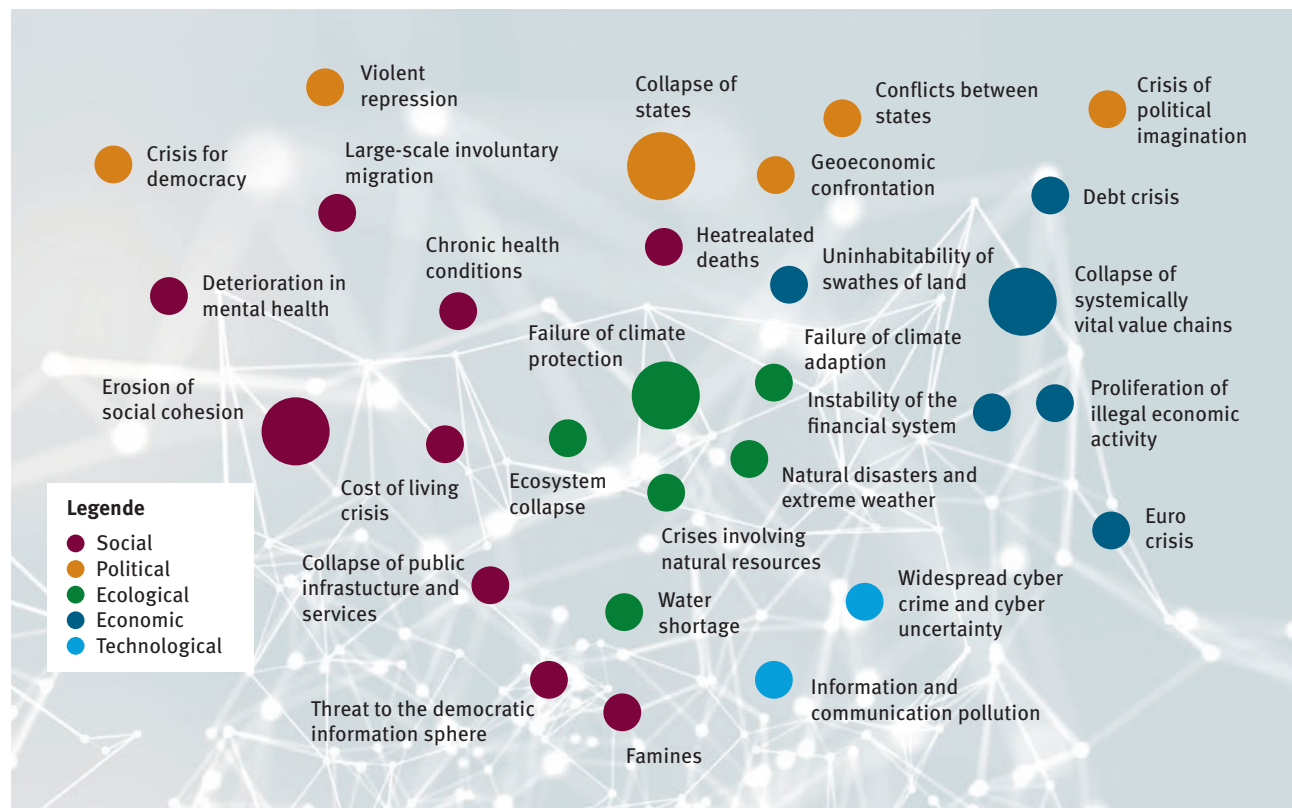 Violent
repression
Collapse of
states
Conflicts between
states
Crisis of
political
imagination
Crisis for
democracy
Large-scale involuntary
migration
Geoeconomic
confrontation
Debt crisis
Chronic health
conditions
Heatrealated
deaths
Uninhabitability of
swathes of land
Collapse of
systemically
vital value chains
Deterioration in
mental health
Failure of climate
protection
Failure of climate
adaption
Erosion of
social cohesion
Instability of the
financial system
Proliferation of
illegal economic
activity
Cost of living
crisis
Ecosystem
collapse
Natural disasters and
extreme weather
Crises involving
natural resources
Euro
crisis
Legende
Social
Political
Ecological
Economic
Technological
Collapse of public
infrastucture and
services
Water
shortage
Widespread cyber
crime and cyber
uncertainty
Threat to the democratic
information sphere
Famines
Information and
communication pollution